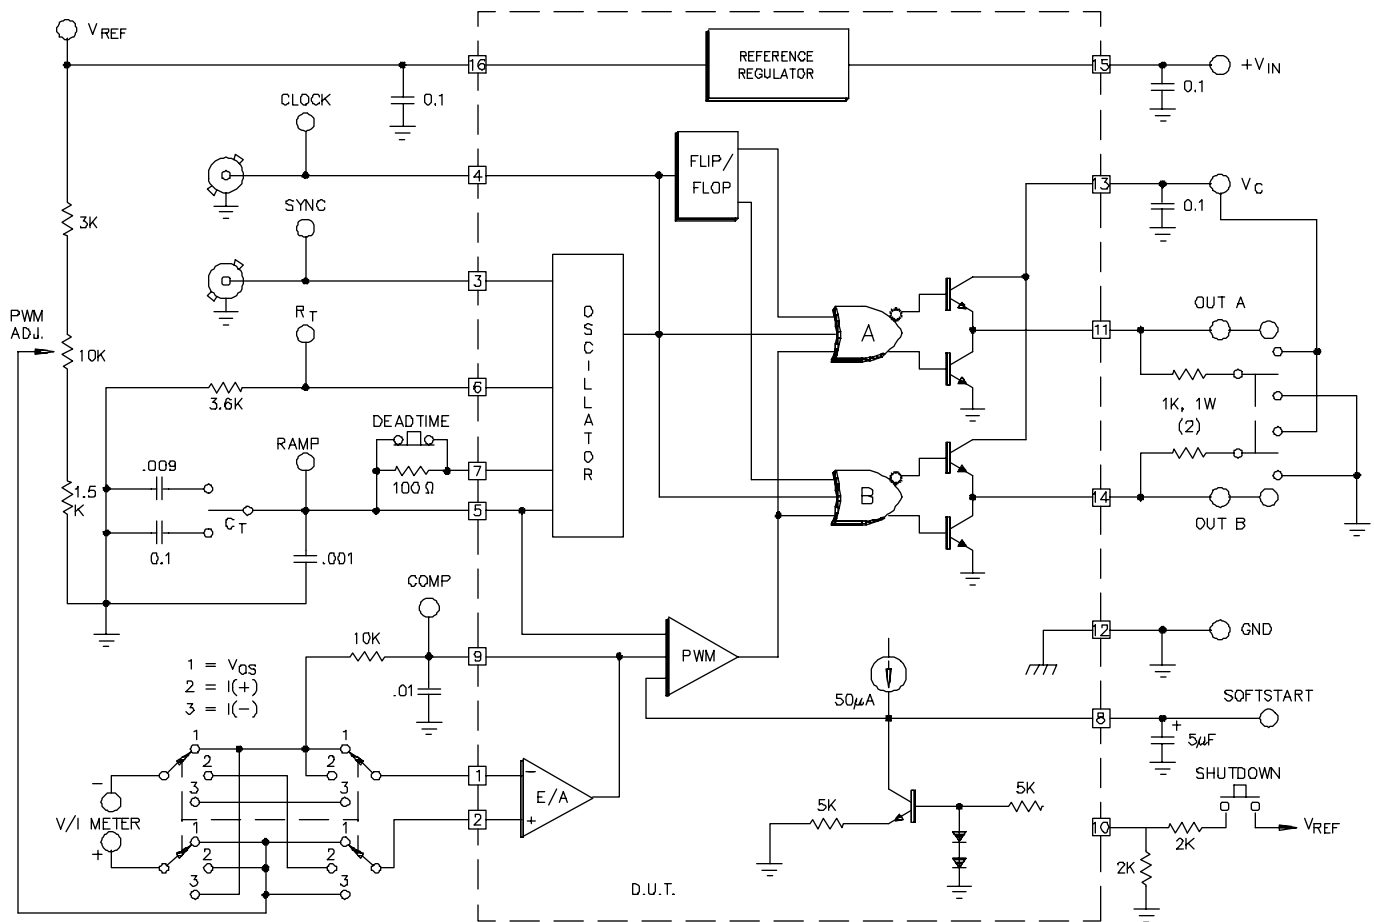 VREF
16
REFERENCE
REGULATOR
15
+VIN
0.1
0.1
CLOCK
4
FLIP/
FLOP
13
VC
0.1
SYNC
3K
3
OSCILLATOR
PWM
ADJ.
10K
RT
A
11
OUT A
3.6K
6
1K, 1W
(2)
DEADTIME
RAMP
100 Ω
7
.009
1.5
K
CT
5
B
14
OUT B
0.1
.001
COMP
10K
9
PWM
12
GND
.01
1 = VOS
2 = I(+)
3 = I(-)
50μA
8
SOFTSTART
+
5μF
1
1
2
2
3
3
-
V/I METER
+
1
-
E/A
+
2
1
1
2
2
3
3
5K
5K
SHUTDOWN
10
2K
VREF
2K
D.U.T.